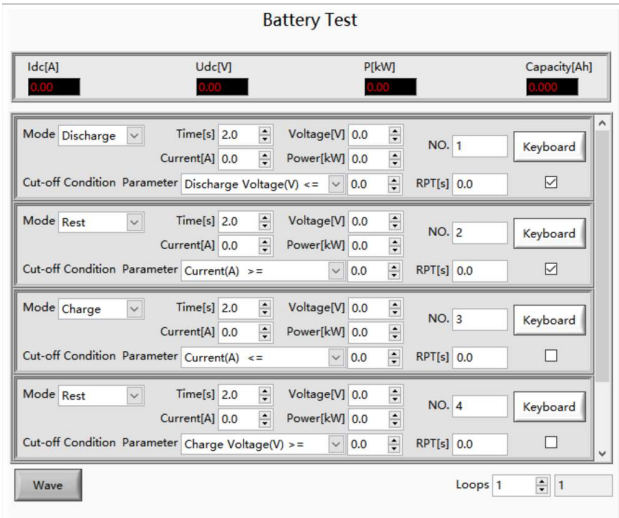 Battery Test
Idc[A] Udc[V] P[kW] Capacity[Ah]
0.00 0.00 0.00 0.000
Mode Discharge Time[s] 2.0 Voltage[V] 0.0 NO. 1 Keyboard
Current[A] 0.0 Power[kW] 0.0
Cut-off Condition Parameter Discharge Voltage(V) <= 0.0 RPT[s] 0.0
Mode Rest Time[s] 2.0 Voltage[V] 0.0 NO. 2 Keyboard
Current[A] 0.0 Power[kW] 0.0
Cut-off Condition Parameter Current(A) >= 0.0 RPT[s] 0.0
Mode Charge Time[s] 2.0 Voltage[V] 0.0 NO. 3 Keyboard
Current[A] 0.0 Power[kW] 0.0
Cut-off Condition Parameter Current(A) <= 0.0 RPT[s] 0.0
Mode Rest Time[s] 2.0 Voltage[V] 0.0 NO. 4 Keyboard
Current[A] 0.0 Power[kW] 0.0
Cut-off Condition Parameter Charge Voltage(V) >= 0.0 RPT[s] 0.0
Wave Loops 1 1